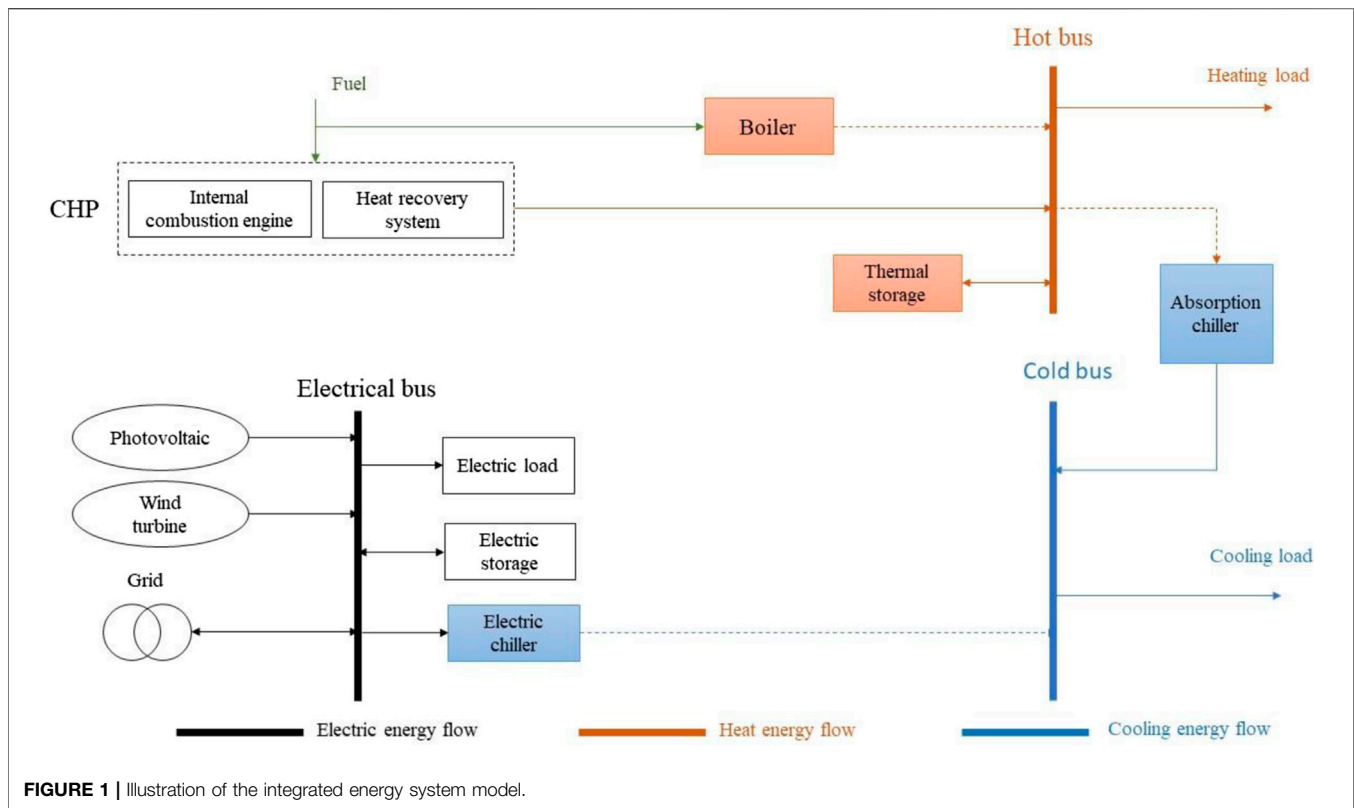 Hot bus
Fuel
Heating load
Boiler
CHP
Internal
combustion engine
Heat recovery
system
Thermal
storage
Absorption
chiller
Electrical bus
Cold bus
Photovoltaic
Electric load
Wind
turbine
Electric
storage
Cooling load
Grid
Electric
chiller
Electric energy flow
Heat energy flow
Cooling energy flow
FIGURE 1 | Illustration of the integrated energy system model.